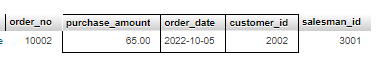 order_no purchase_amount order_date customer_id salesman_id
10002 65.00 2022-10-05 2002 3001